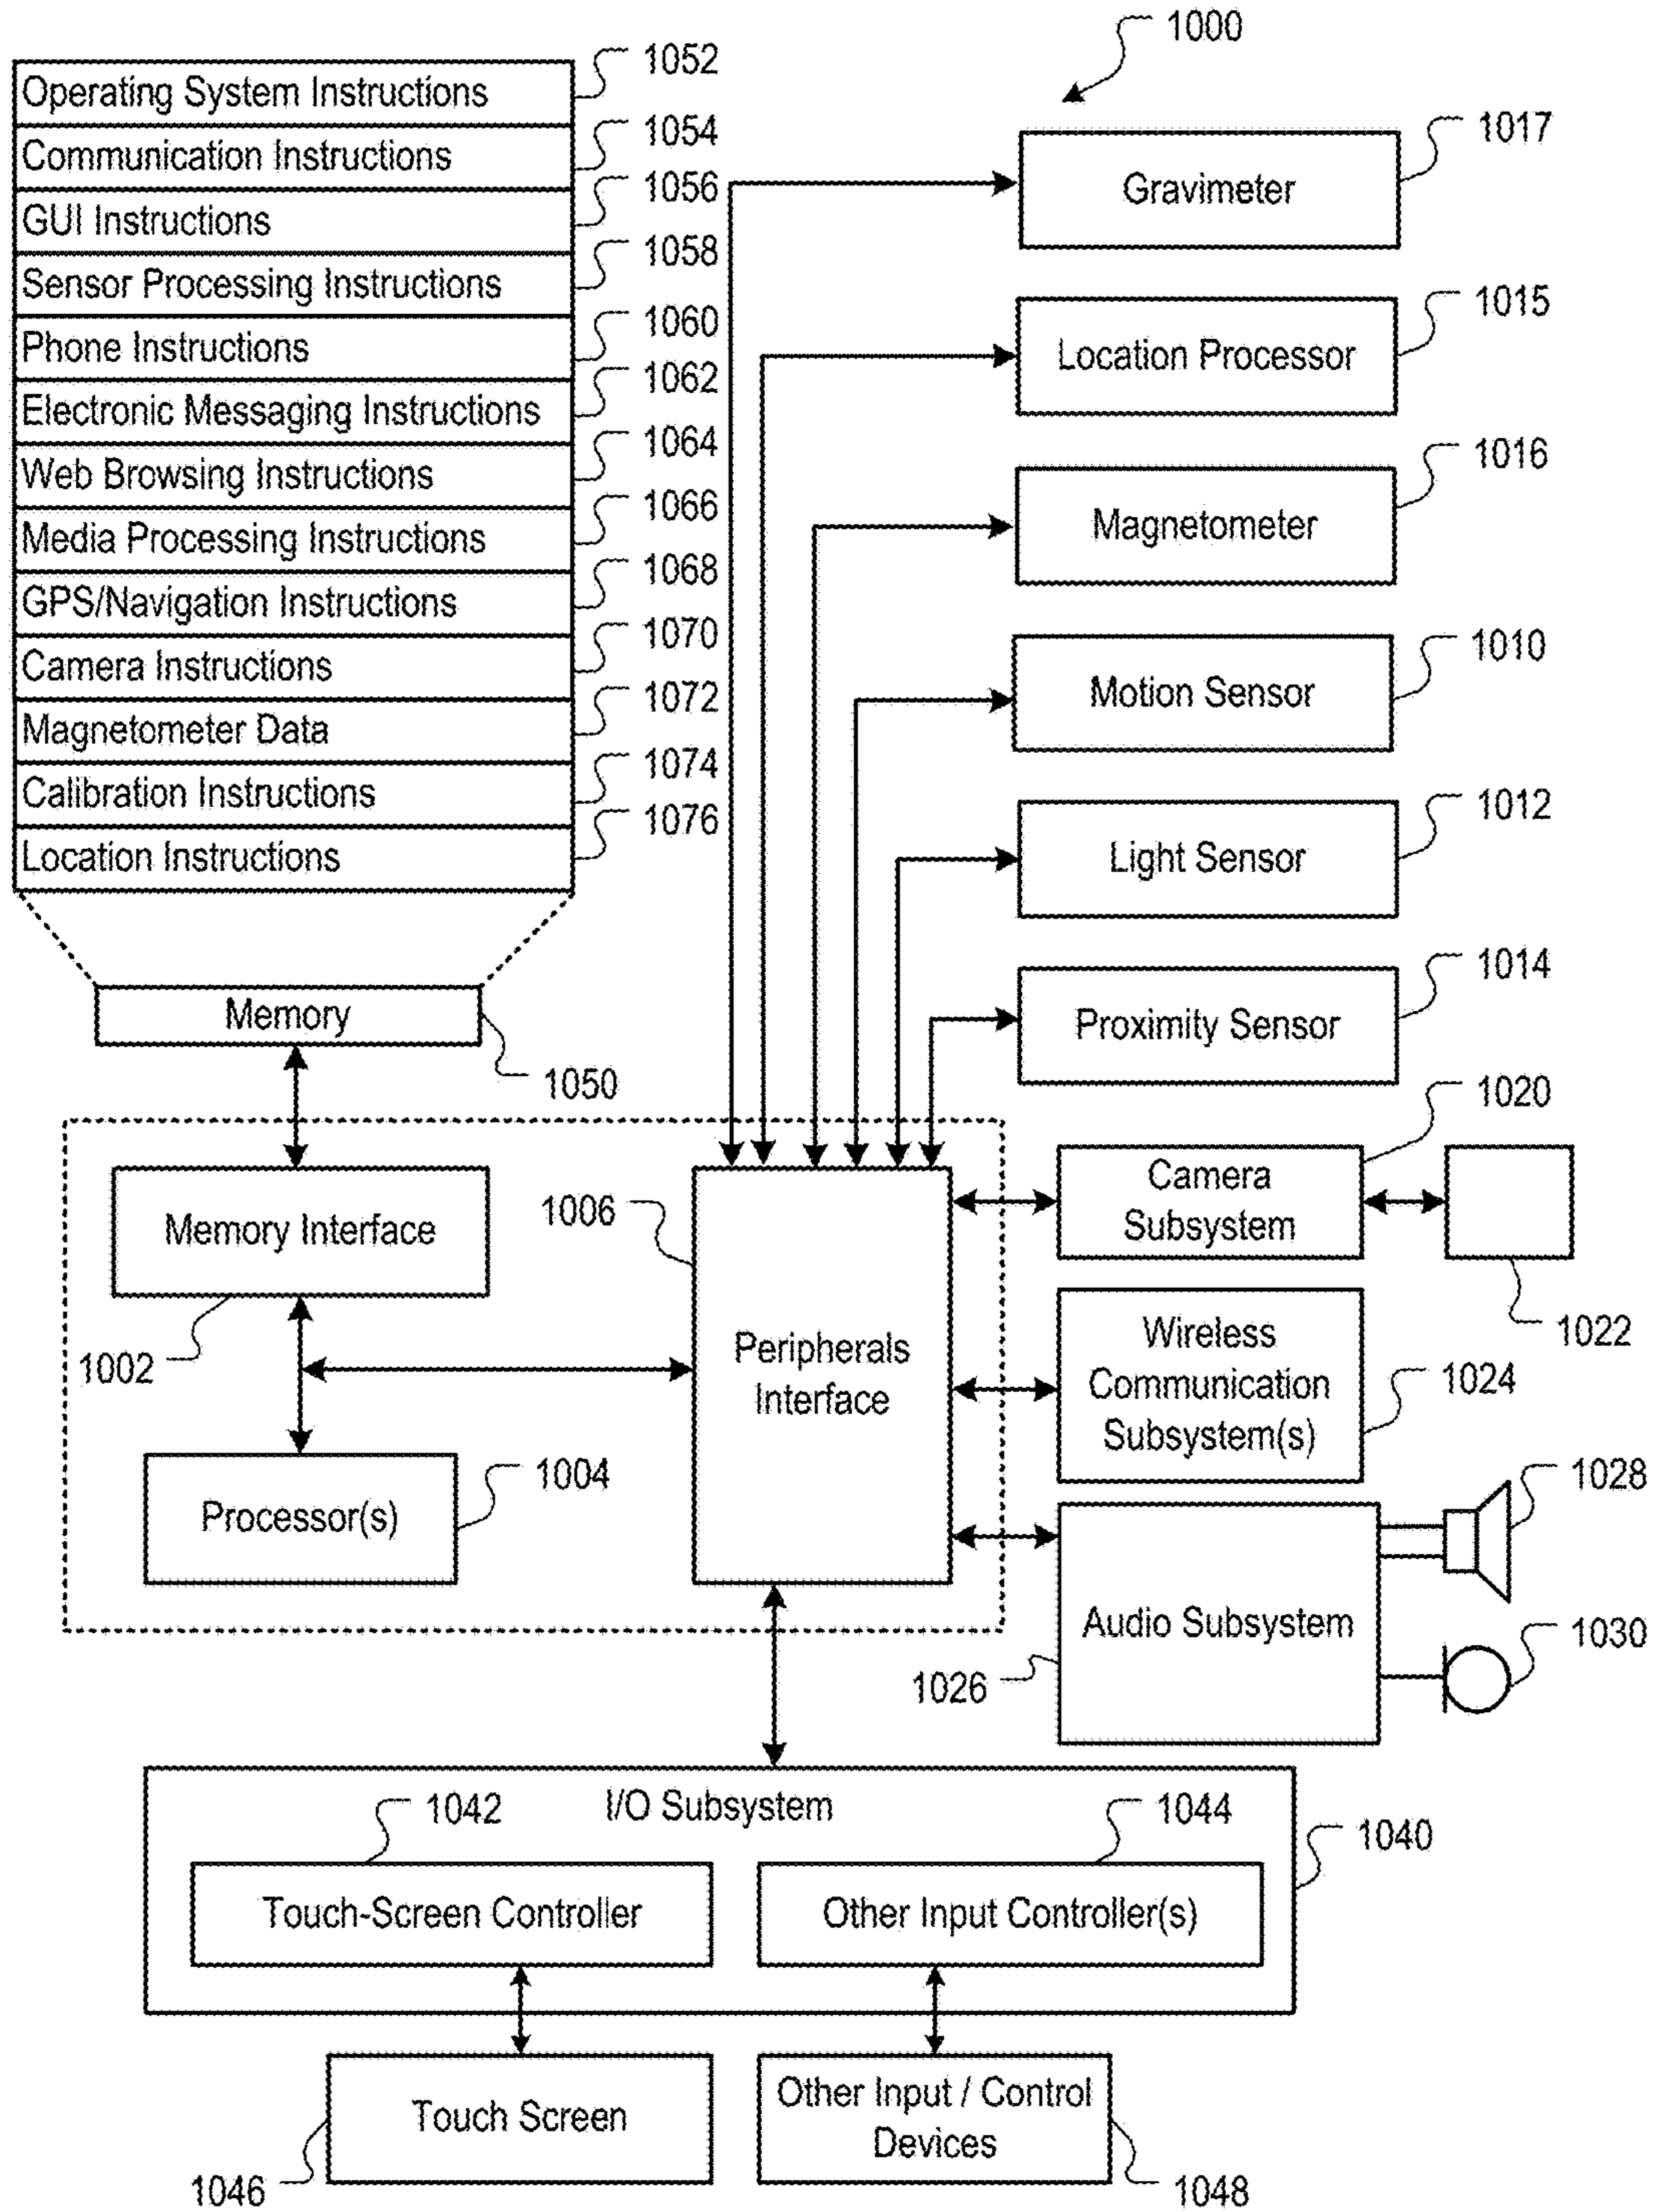 1000
Operating System Instructions
1052
Communication Instructions
1054
GUI Instructions
1056
Sensor Processing Instructions
1058
Phone Instructions
1060
Electronic Messaging Instructions
1062
Web Browsing Instructions
1064
Media Processing Instructions
1066
GPS/Navigation Instructions
1068
Camera Instructions
1070
Magnetometer Data
1072
Calibration Instructions
1074
Location Instructions
1076
Memory
1050
Gravimeter
1017
Location Processor
1015
Magnetometer
1016
Motion Sensor
1010
Light Sensor
1012
Proximity Sensor
1014
Memory Interface
1002
Processor(s)
1004
1006
Peripherals
Interface
Camera
Subsystem
1020
1022
Wireless
Communication
Subsystem(s)
1024
Audio Subsystem
1026
1028
1030
I/O Subsystem
1040
1042
Touch-Screen Controller
1044
Other Input Controller(s)
Touch Screen
1046
Other Input / Control
Devices
1048